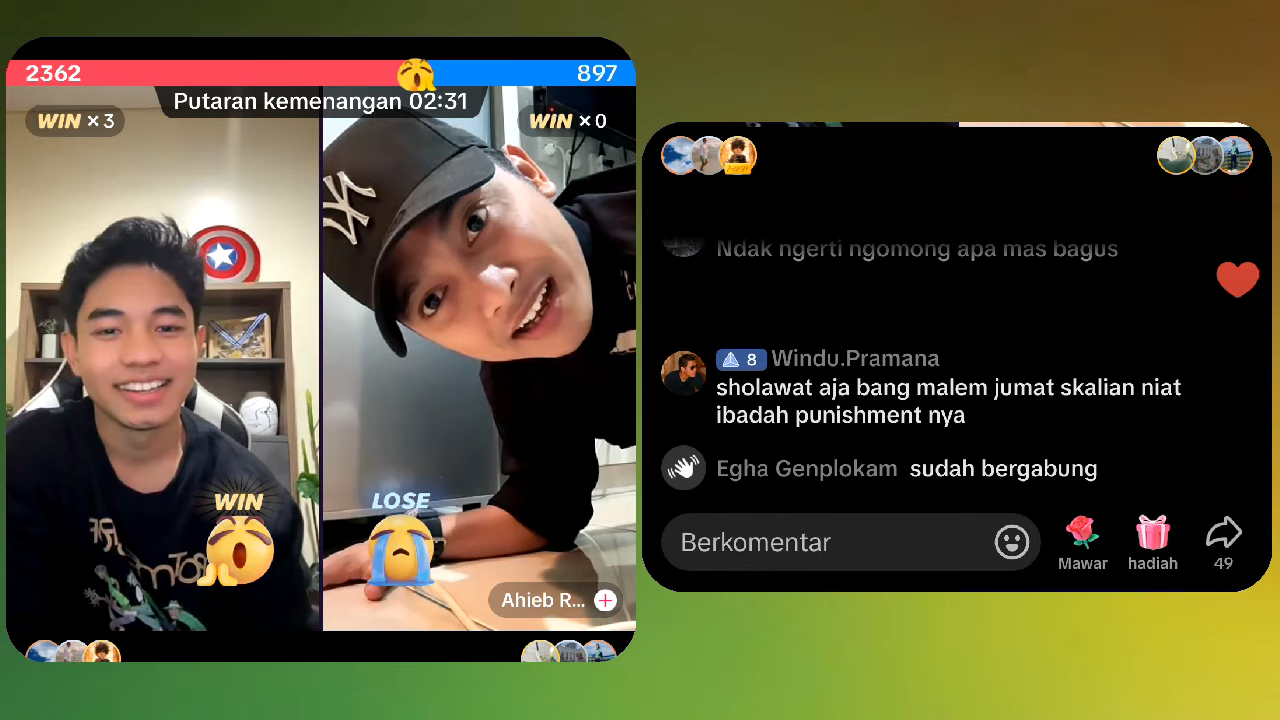 2362
897
Putaran kemenangan 02:31
WIN × 3
WIN × 0
WIN
LOSE
Ahieb R...
Ndak ngerti ngomong apa mas bagus
8 Windu.Pramana
sholawat aja bang malem jumat skalian niat
ibadah punishment nya
Egha Genplokam sudah bergabung
Berkomentar
Mawar
hadiah
49